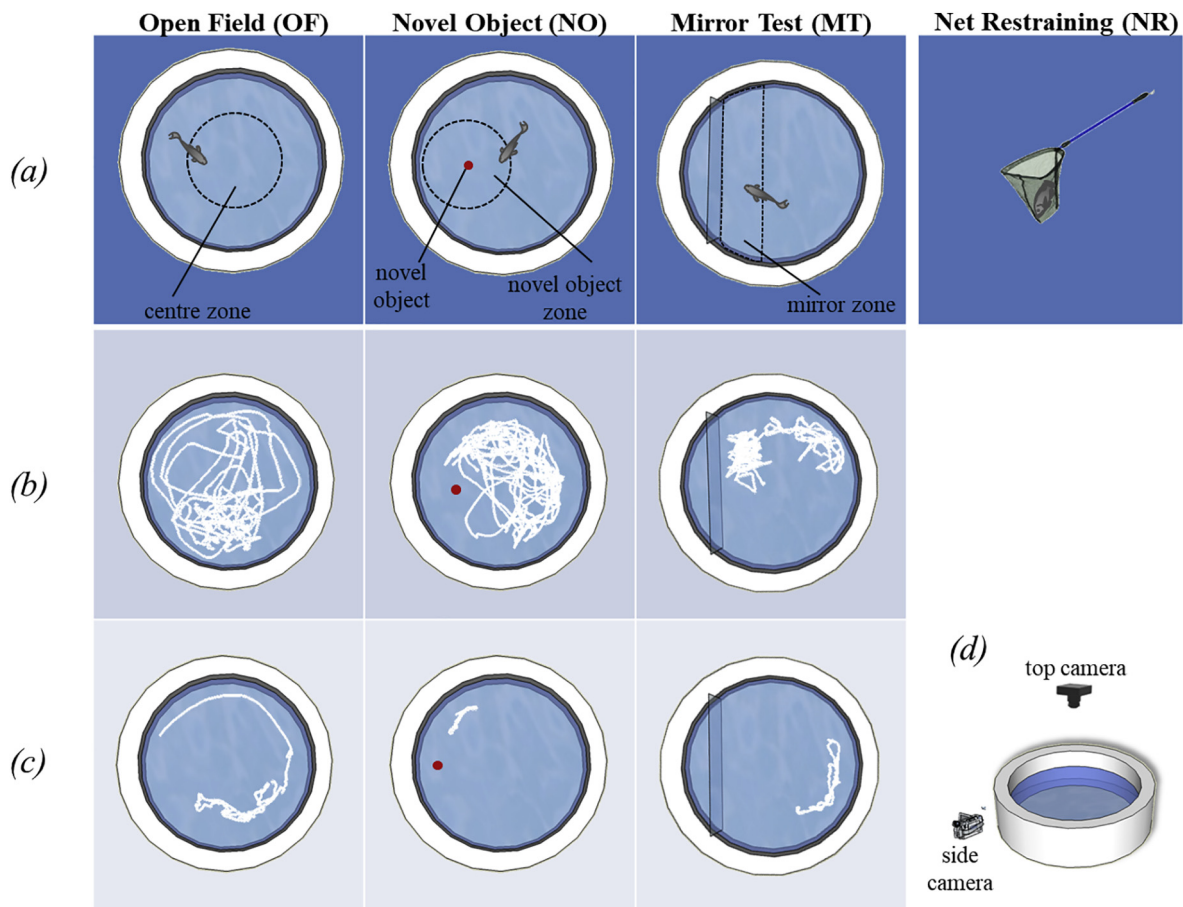 Open Field (OF)
Novel Object (NO)
Mirror Test (MT)
Net Restraining (NR)
(a)
centre zone
novel
object
novel object
zone
mirror zone
(b)
(c)
(d)
top camera
side
camera